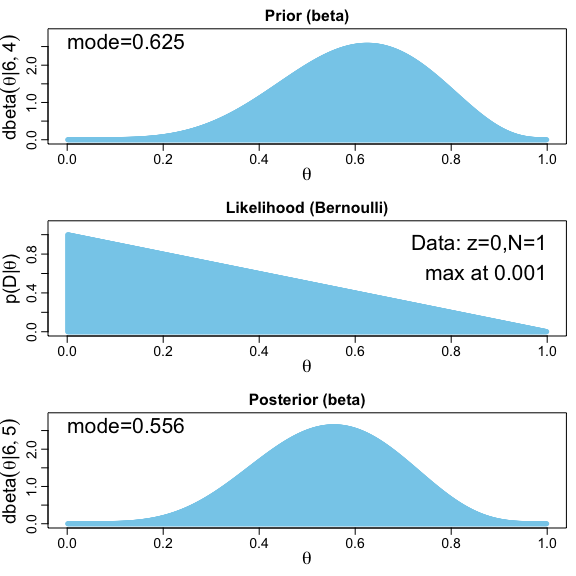 Prior (beta)
mode=0.625
dbeta(θ|6, 4)
2.0
1.0
0.0
0.0 0.2 0.4 0.6 0.8 1.0
θ
Likelihood (Bernoulli)
Data: z=0,N=1
max at 0.001
p(D|θ)
0.8
0.4
0.0
0.0 0.2 0.4 0.6 0.8 1.0
θ
Posterior (beta)
mode=0.556
dbeta(θ|6, 5)
2.0
1.0
0.0
0.0 0.2 0.4 0.6 0.8 1.0
θ